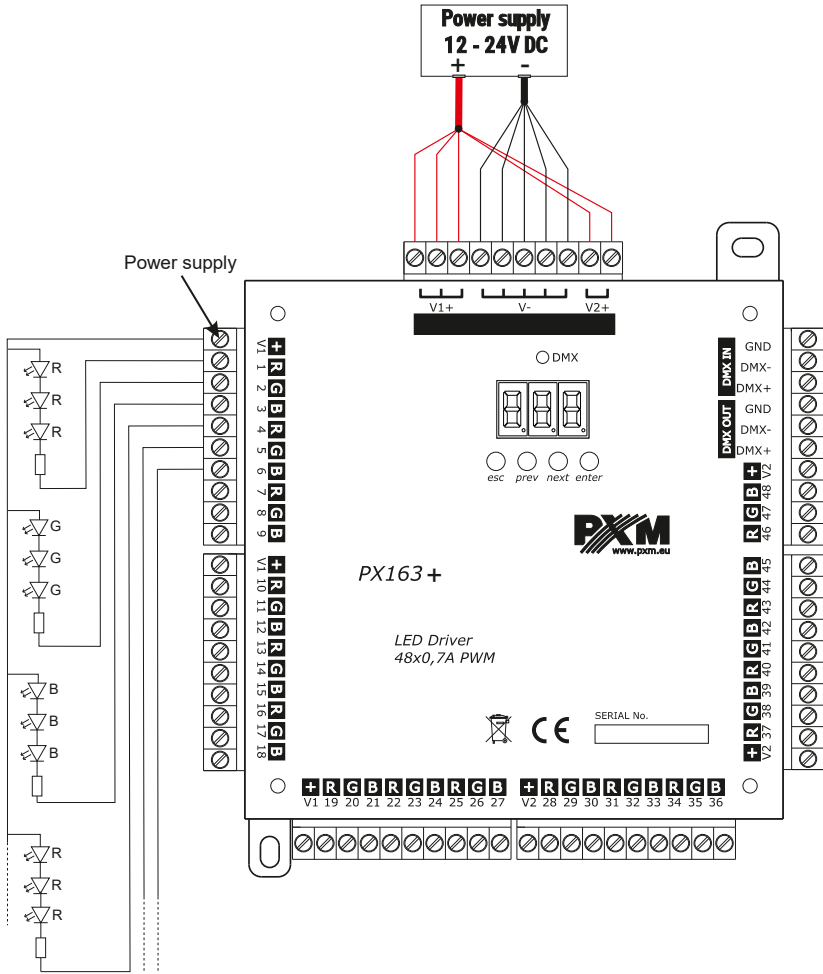 Power supply
12 - 24V DC
+ -
Power supply
V1+ V- V2+
DMX
esc prev next enter
DMX IN
GND
DMX-
DMX+
DMX OUT
GND
DMX-
DMX+
V2 +
48 B
47 G
46 R
45 B
44 G
43 R
42 B
41 G
40 R
39 B
38 G
37 R
V2 +
V1 +
1 R
2 G
3 B
4 R
5 G
6 B
7 R
8 G
9 B
V1 +
10 R
11 G
12 B
13 R
14 G
15 B
16 R
17 G
18 B
R
R
R
G
G
G
B
B
B
R
R
R
PXM
www.pxm.eu
PX163+
LED Driver
48x0,7A PWM
CE
SERIAL No.
+ R G B R G B R G B
V1 19 20 21 22 23 24 25 26 27
+ R G B R G B R G B
V2 28 29 30 31 32 33 34 35 36